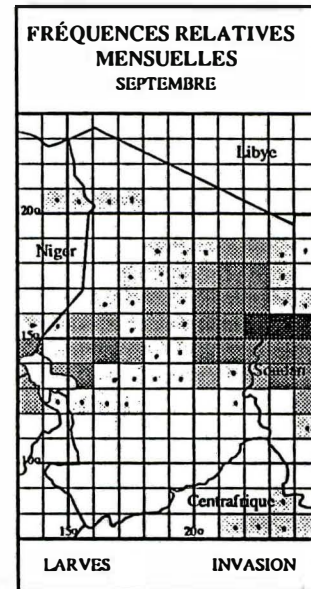 FRÉQUENCES RELATIVES
MENSUELLES
SEPTEMBRE
Libye
20o
Niger
15o
Soudan
10o
Centrafrique
15o
20o
LARVES INVASION